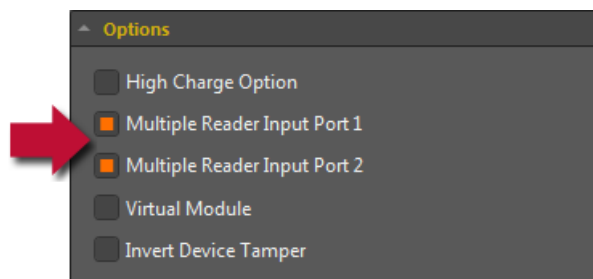 Options
High Charge Option
Multiple Reader Input Port 1
Multiple Reader Input Port 2
Virtual Module
Invert Device Tamper